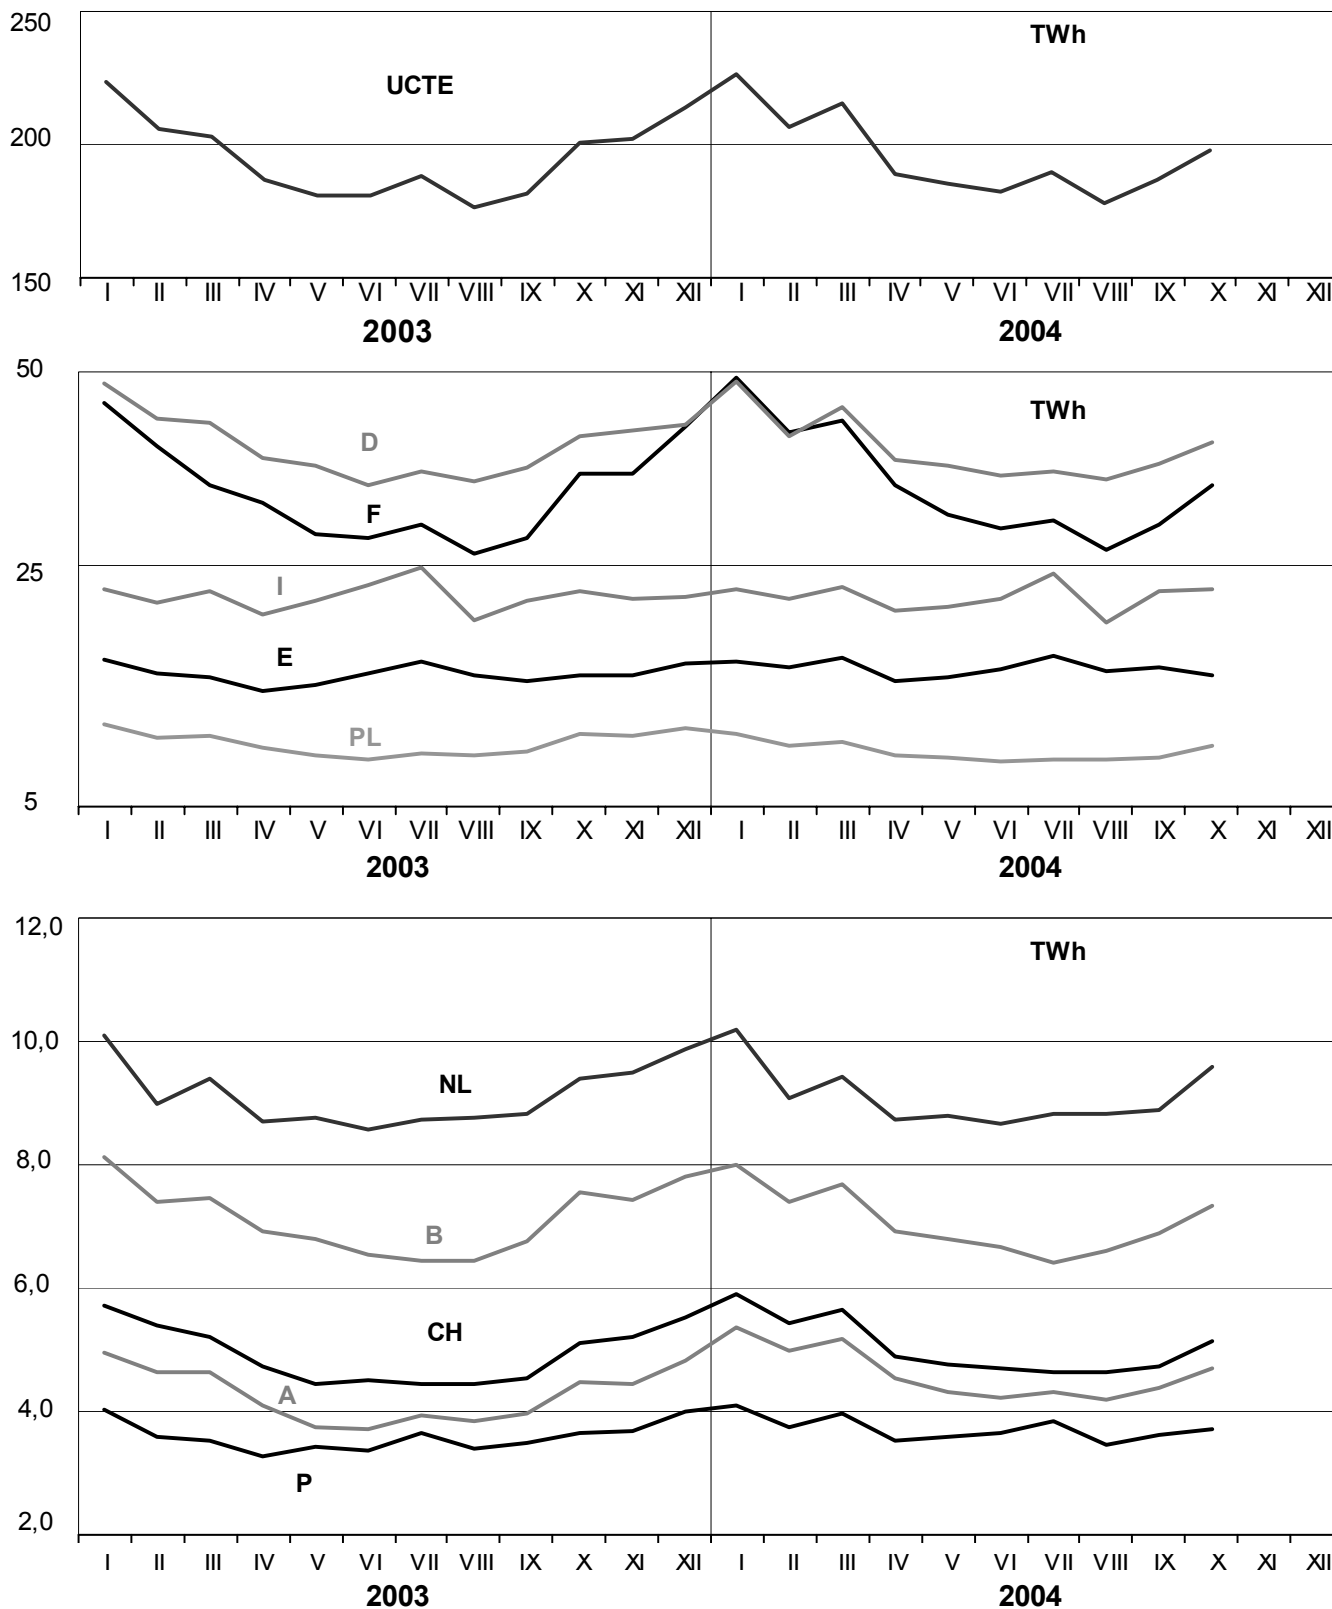 250
TWh
UCTE
200
150
I II III IV V VI VII VIII IX X XI XII I II III IV V VI VII VIII IX X XI XII
2003 2004
50
TWh
D
F
25
I
E
PL
5
I II III IV V VI VII VIII IX X XI XII I II III IV V VI VII VIII IX X XI XII
2003 2004
12,0
TWh
10,0
NL
8,0
B
6,0
CH
A
4,0
P
2,0
I II III IV V VI VII VIII IX X XI XII I II III IV V VI VII VIII IX X XI XII
2003 2004